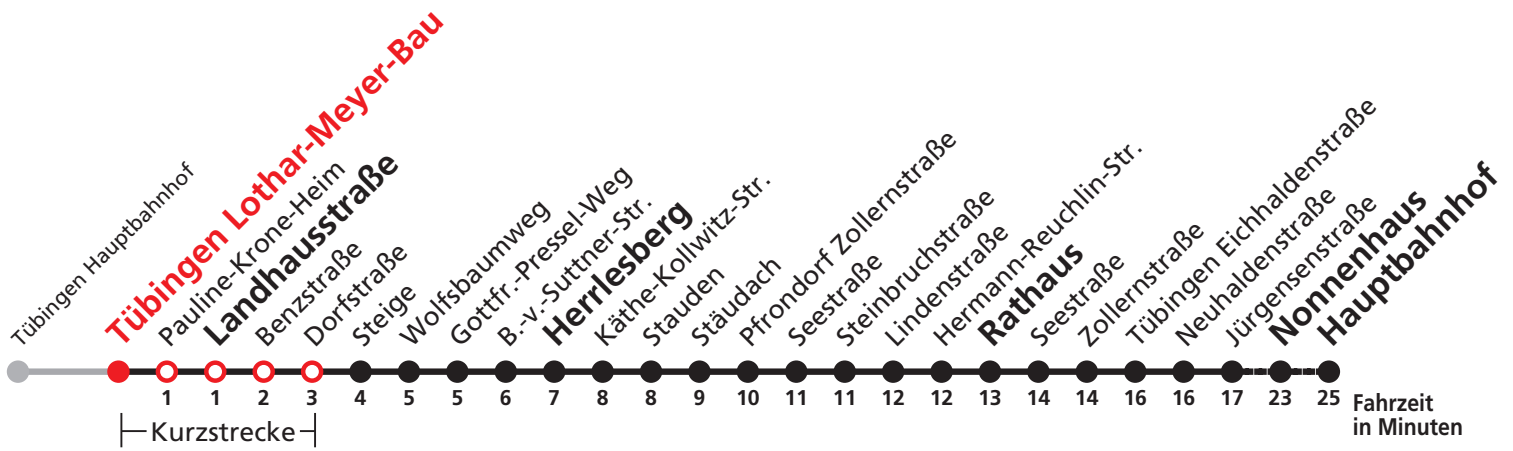 Tübingen Hauptbahnhof
Tübingen Lothar-Meyer-Bau
Pauline-Krone-Heim
Landhausstraße
Benzstraße
Dorfstraße
Steige
Wolfsbaumweg
Gottfr.-Pressel-Weg
B.-v.-Suttner-Str.
Herrlesberg
Käthe-Kollwitz-Str.
Stauden
Stäudach
Pfrondorf Zollernstraße
Seestraße
Steinbruchstraße
Lindenstraße
Hermann-Reuchlin-Str.
Rathaus
Seestraße
Zollernstraße
Tübingen Eichhaldenstraße
Neuhaldenstraße
Jürgensenstraße
Nonnenhaus
Hauptbahnhof
1 1 2 3 4 5 5 6 7 8 8 9 10 11 11 12 12 13 14 14 16 16 17 23 25
Fahrzeit
in Minuten
Kurzstrecke